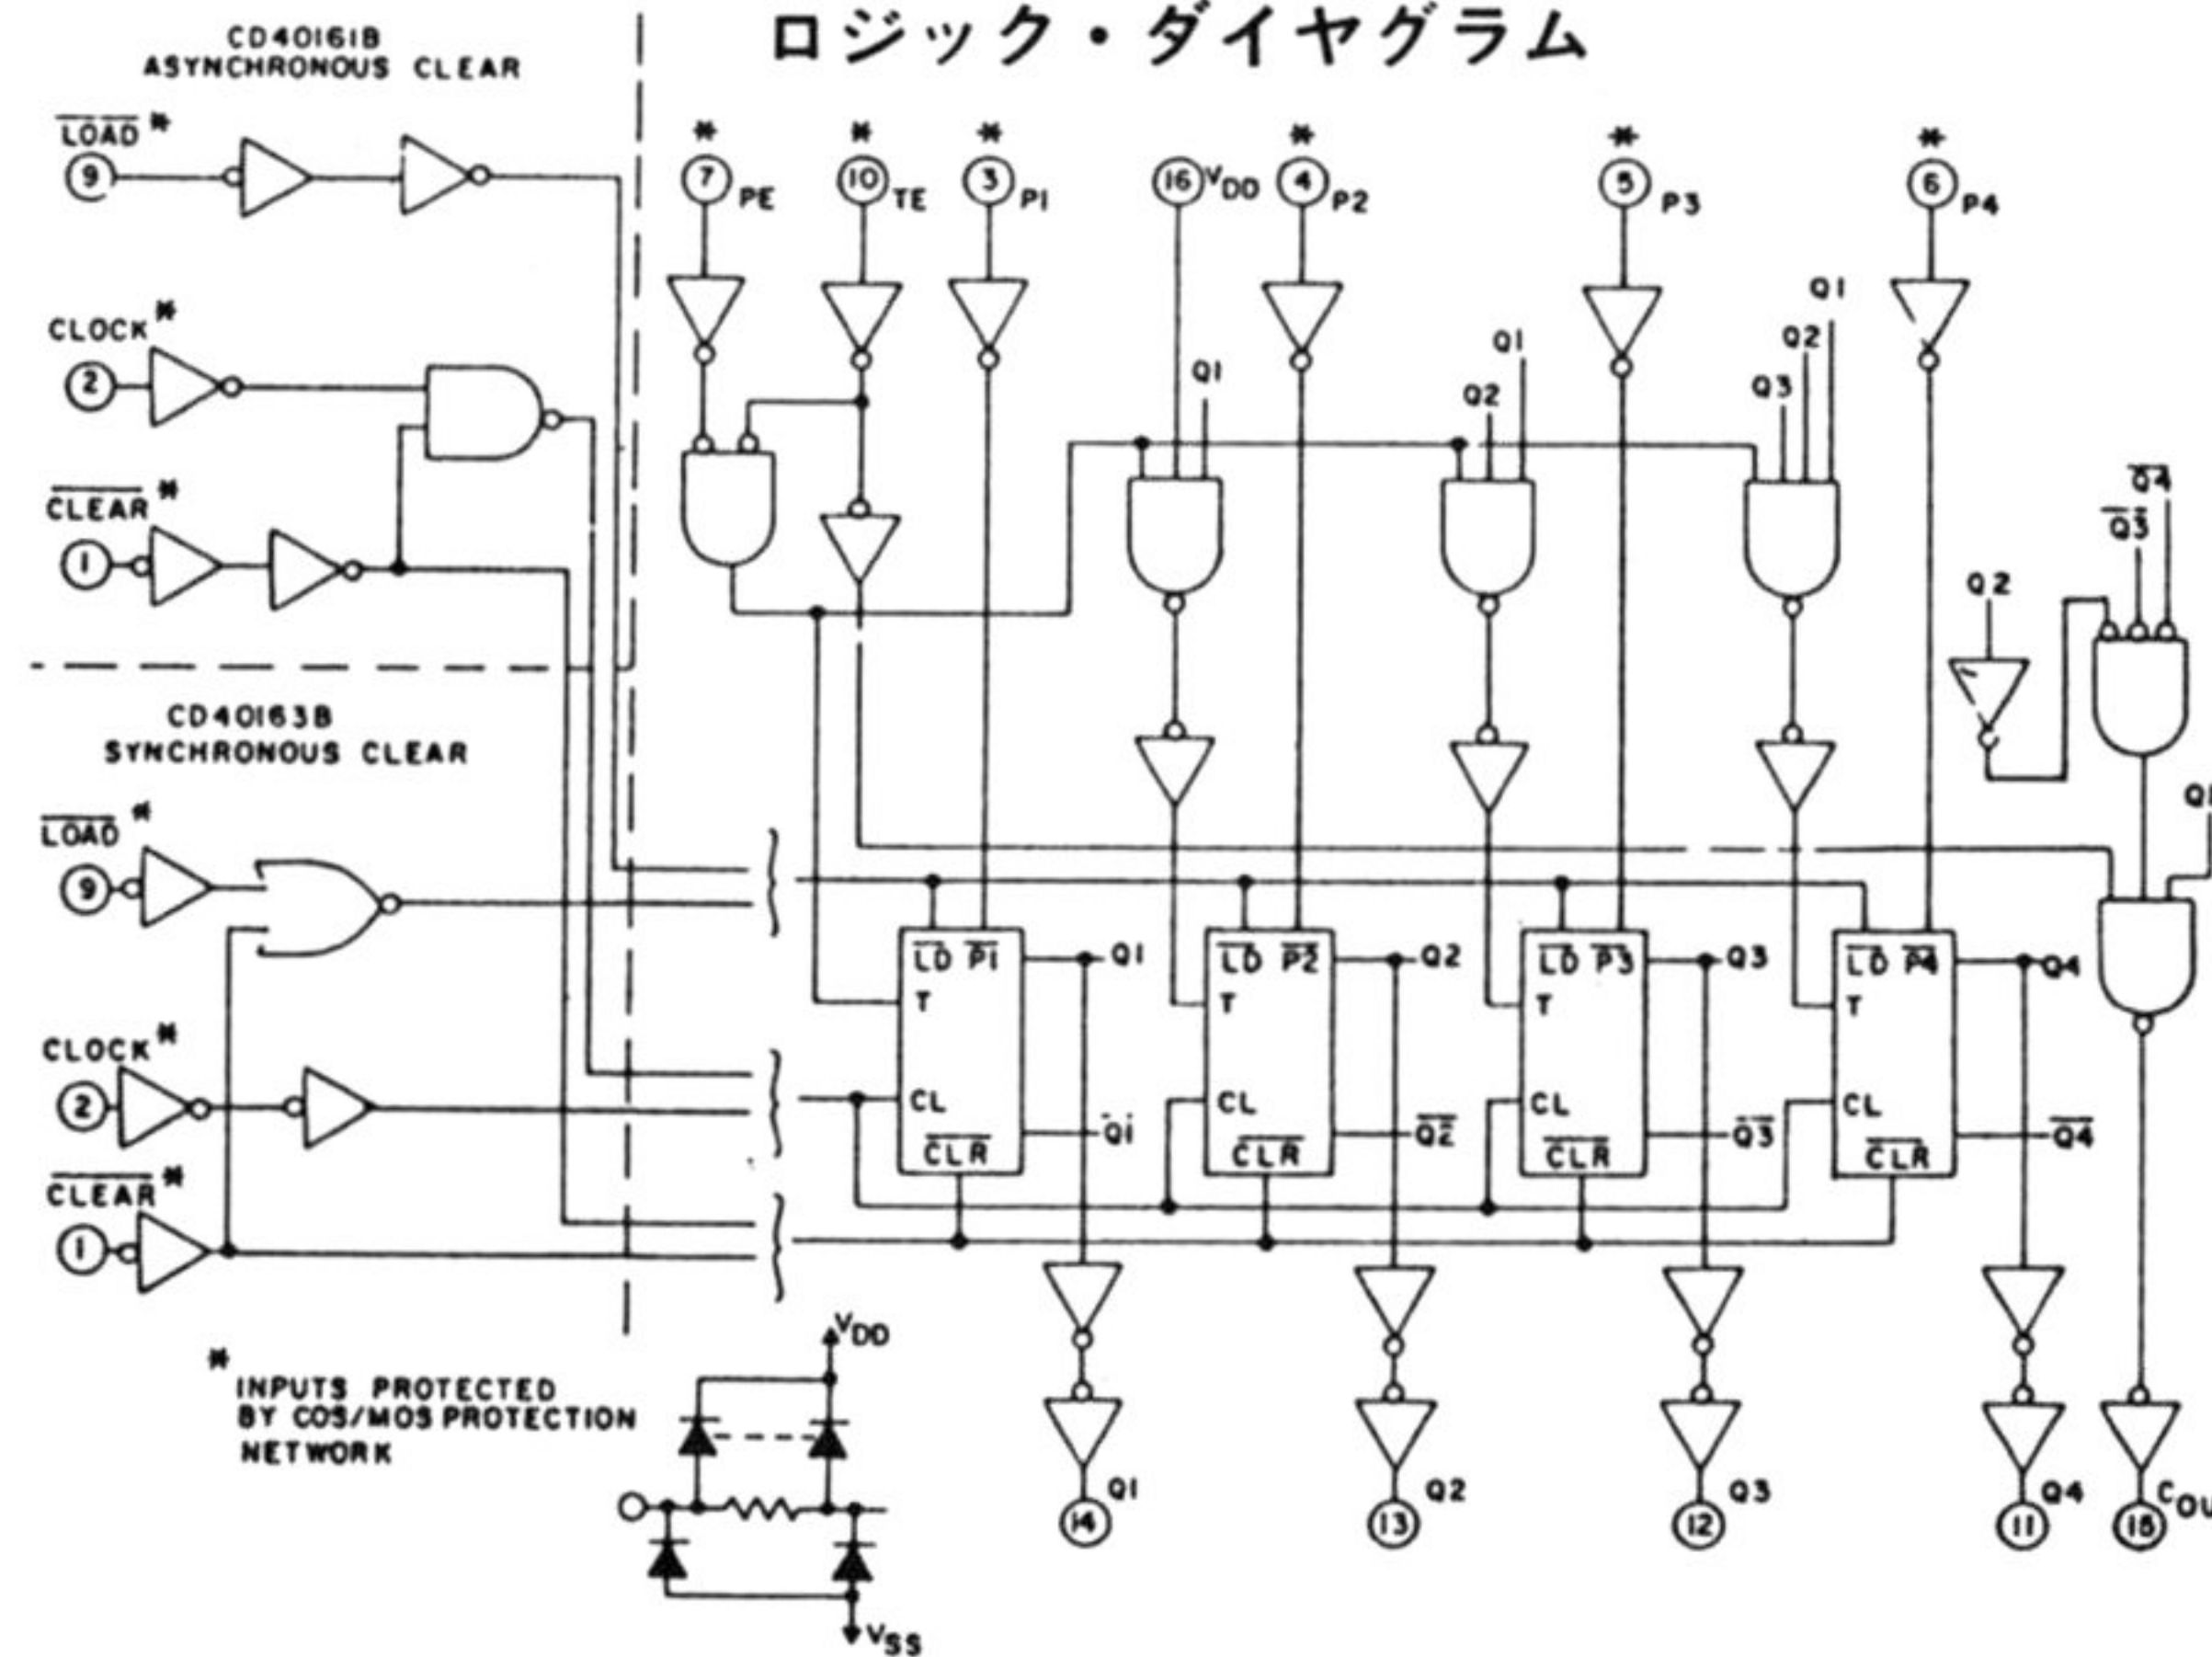 ロジック・ダイヤグラム
CD40161B
ASYNCHRONOUS CLEAR
LOAD *
9
CLOCK *
2
CLEAR *
1
CD40163B
SYNCHRONOUS CLEAR
LOAD *
9
CLOCK *
2
CLEAR *
1
* INPUTS PROTECTED
BY COS/MOS PROTECTION
NETWORK
* * * * * *
7 PE 10 TE 3 P1 16 VDD 4 P2 5 P3 6 P4
Q1
Q2 Q1
Q3 Q2 Q1
Q2 Q3 Q4
Q1
LD P1 Q1 LD P2 Q2 LD P3 Q3 LD P4 Q4
T T T T
CL CL CL CL
Q1 Q2 Q3 Q4
CLR CLR CLR CLR
VDD
VSS
Q1 Q2 Q3 Q4
14 13 12 11 15